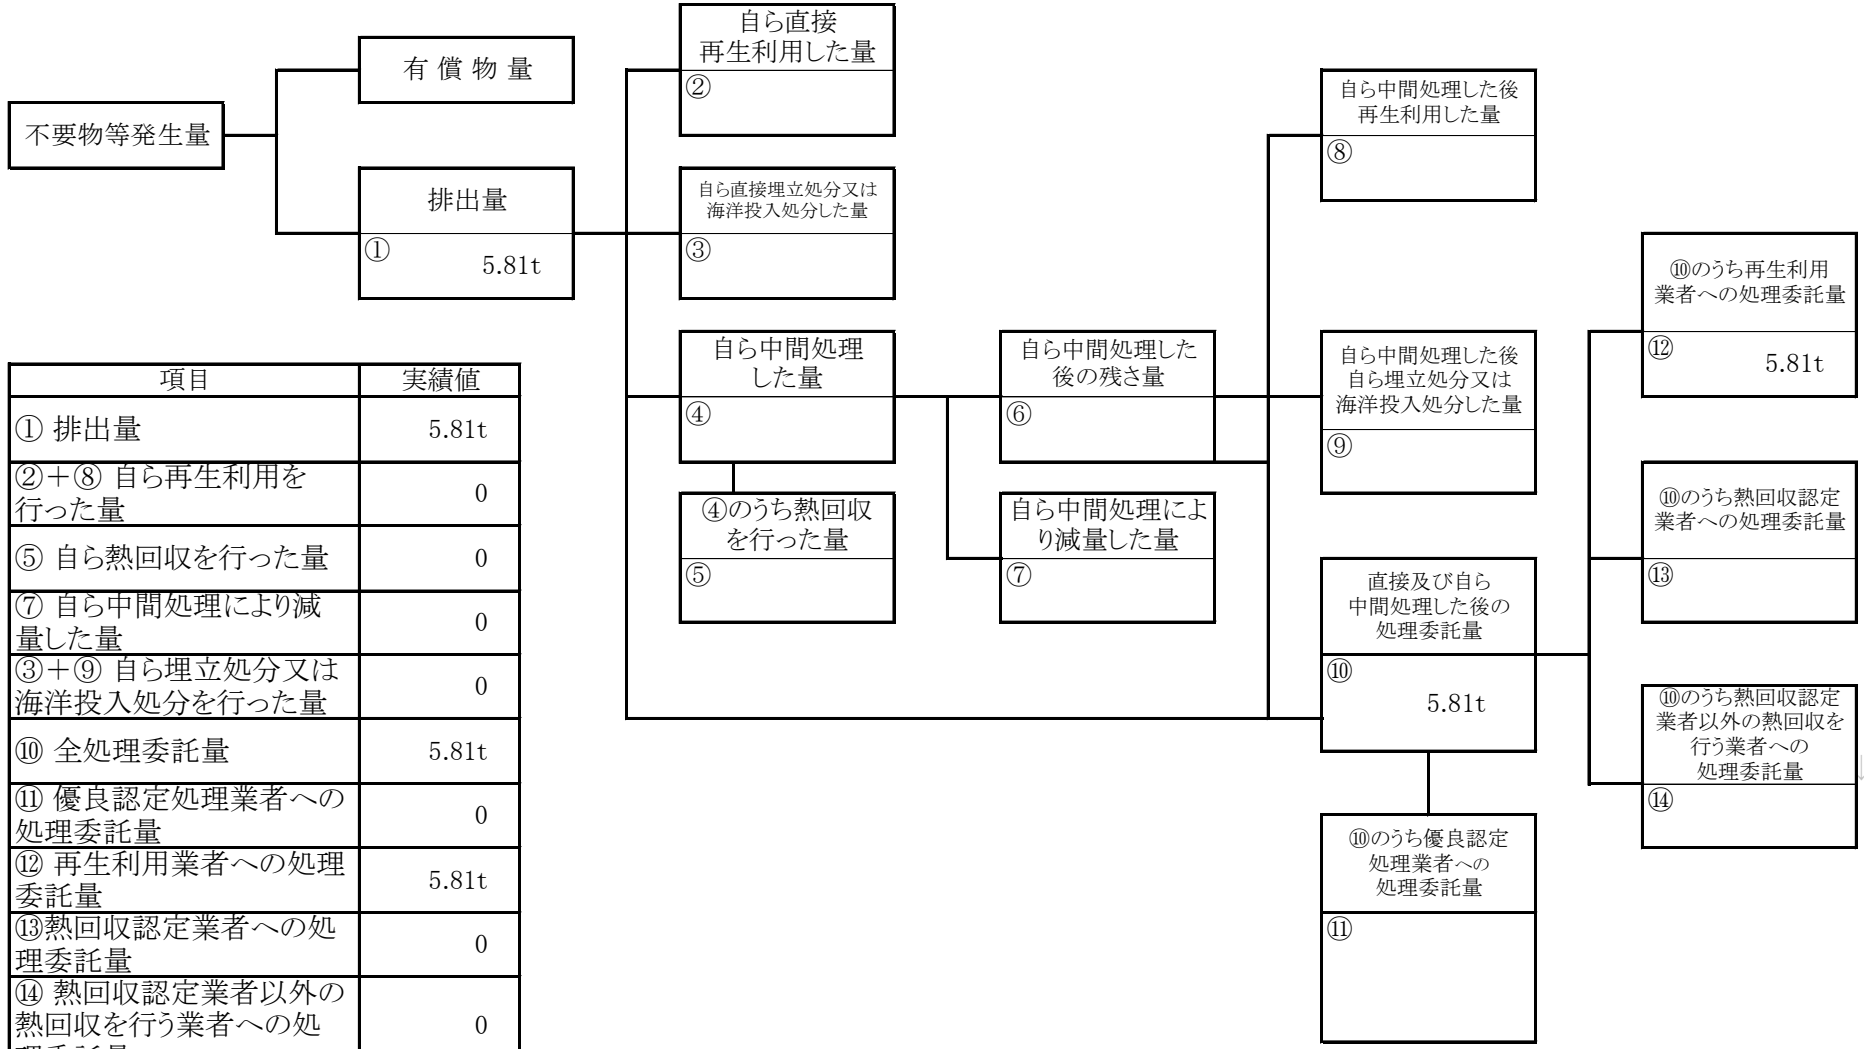 不要物等発生量
有 償 物 量
排出量
①
5.81t
自ら直接
再生利用した量
②
自ら直接埋立処分又は
海洋投入処分した量
③
自ら中間処理
した量
④
④のうち熱回収
を行った量
⑤
自ら中間処理した
後の残さ量
⑥
自ら中間処理によ
り減量した量
⑦
自ら中間処理した後
再生利用した量
⑧
自ら中間処理した後
自ら埋立処分又は
海洋投入処分した量
⑨
直接及び自ら
中間処理した後の
処理委託量
⑩
5.81t
⑩のうち優良認定
処理業者への
処理委託量
⑪
⑩のうち再生利用
業者への処理委託量
⑫
5.81t
⑩のうち熱回収認定
業者への処理委託量
⑬
⑩のうち熱回収認定
業者以外の熱回収を
行う業者への
処理委託量
⑭
項目 実績値
① 排出量 5.81t
②+⑧ 自ら再生利用を
行った量 0
⑤ 自ら熱回収を行った量 0
⑦ 自ら中間処理により減
量した量 0
③+⑨ 自ら埋立処分又は
海洋投入処分を行った量 0
⑩ 全処理委託量 5.81t
⑪ 優良認定処理業者への
処理委託量 0
⑫ 再生利用業者への処理
委託量 5.81t
⑬熱回収認定業者への処
理委託量 0
⑭ 熱回収認定業者以外の
熱回収を行う業者への処 0